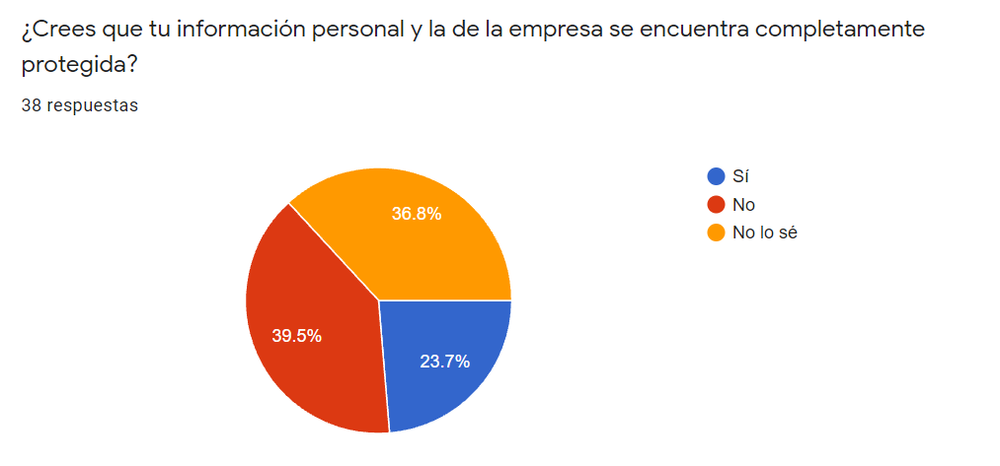 ¿Crees que tu información personal y la de la empresa se encuentra completamente
protegida?
38 respuestas
Sí
No
No lo sé
36.8%
39.5%
23.7%